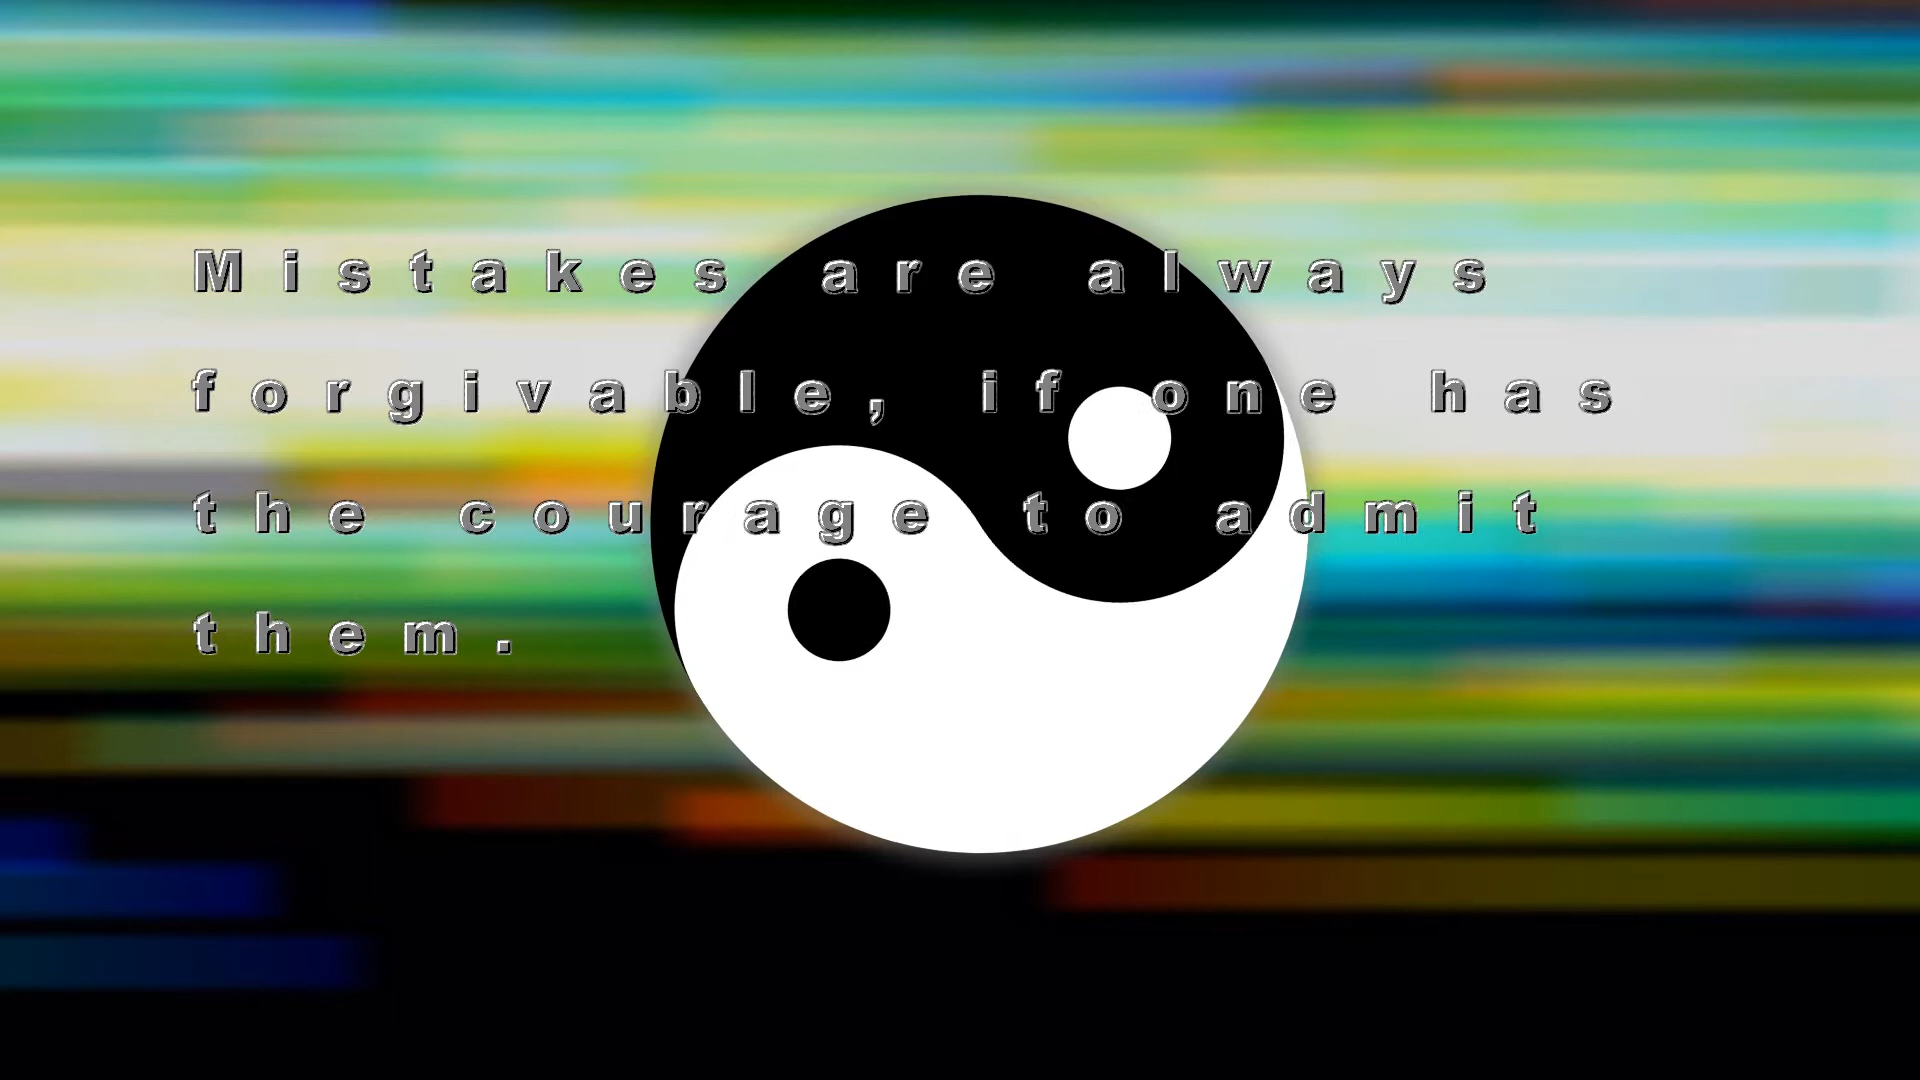 Mistakes are always
forgivable, if one has
the courage to admit
them.